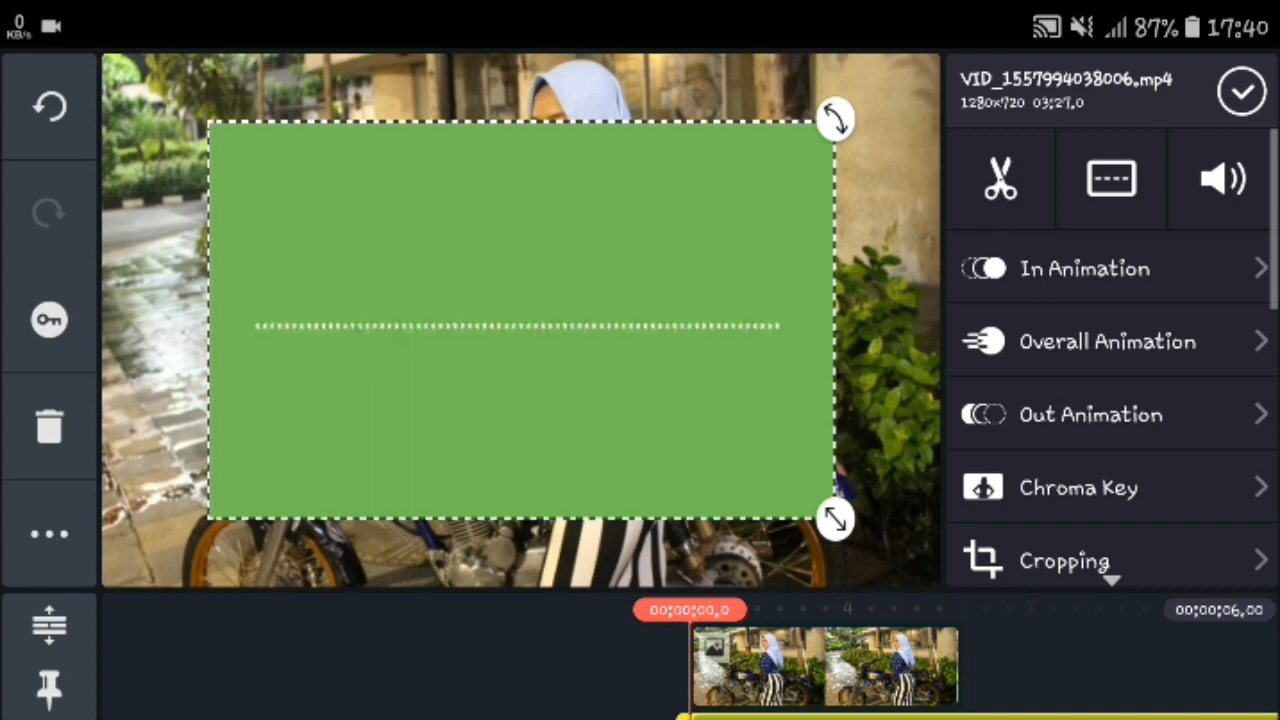 0
KB/s
87% 17:40
VID_1557994038006.mp4
1280x720 03:27.0
In Animation
Overall Animation
Out Animation
Chroma Key
Cropping
00:00:00.0
4
8
00:00:06.00